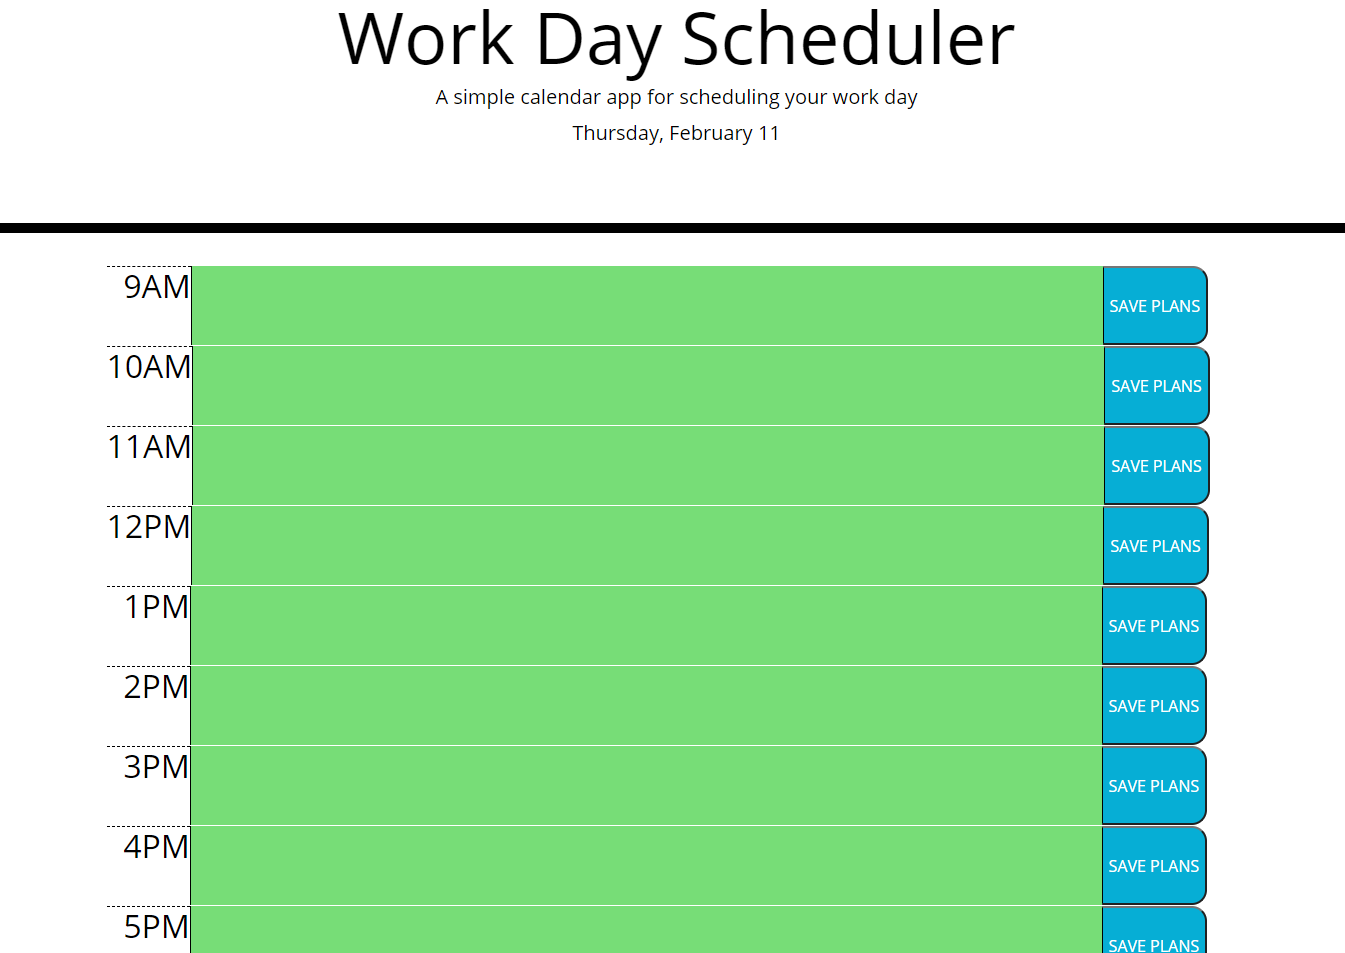 Work Day Scheduler
A simple calendar app for scheduling your work day
Thursday, February 11
9AM SAVE PLANS
10AM SAVE PLANS
11AM SAVE PLANS
12PM SAVE PLANS
1PM SAVE PLANS
2PM SAVE PLANS
3PM SAVE PLANS
4PM SAVE PLANS
5PM SAVE PLANS